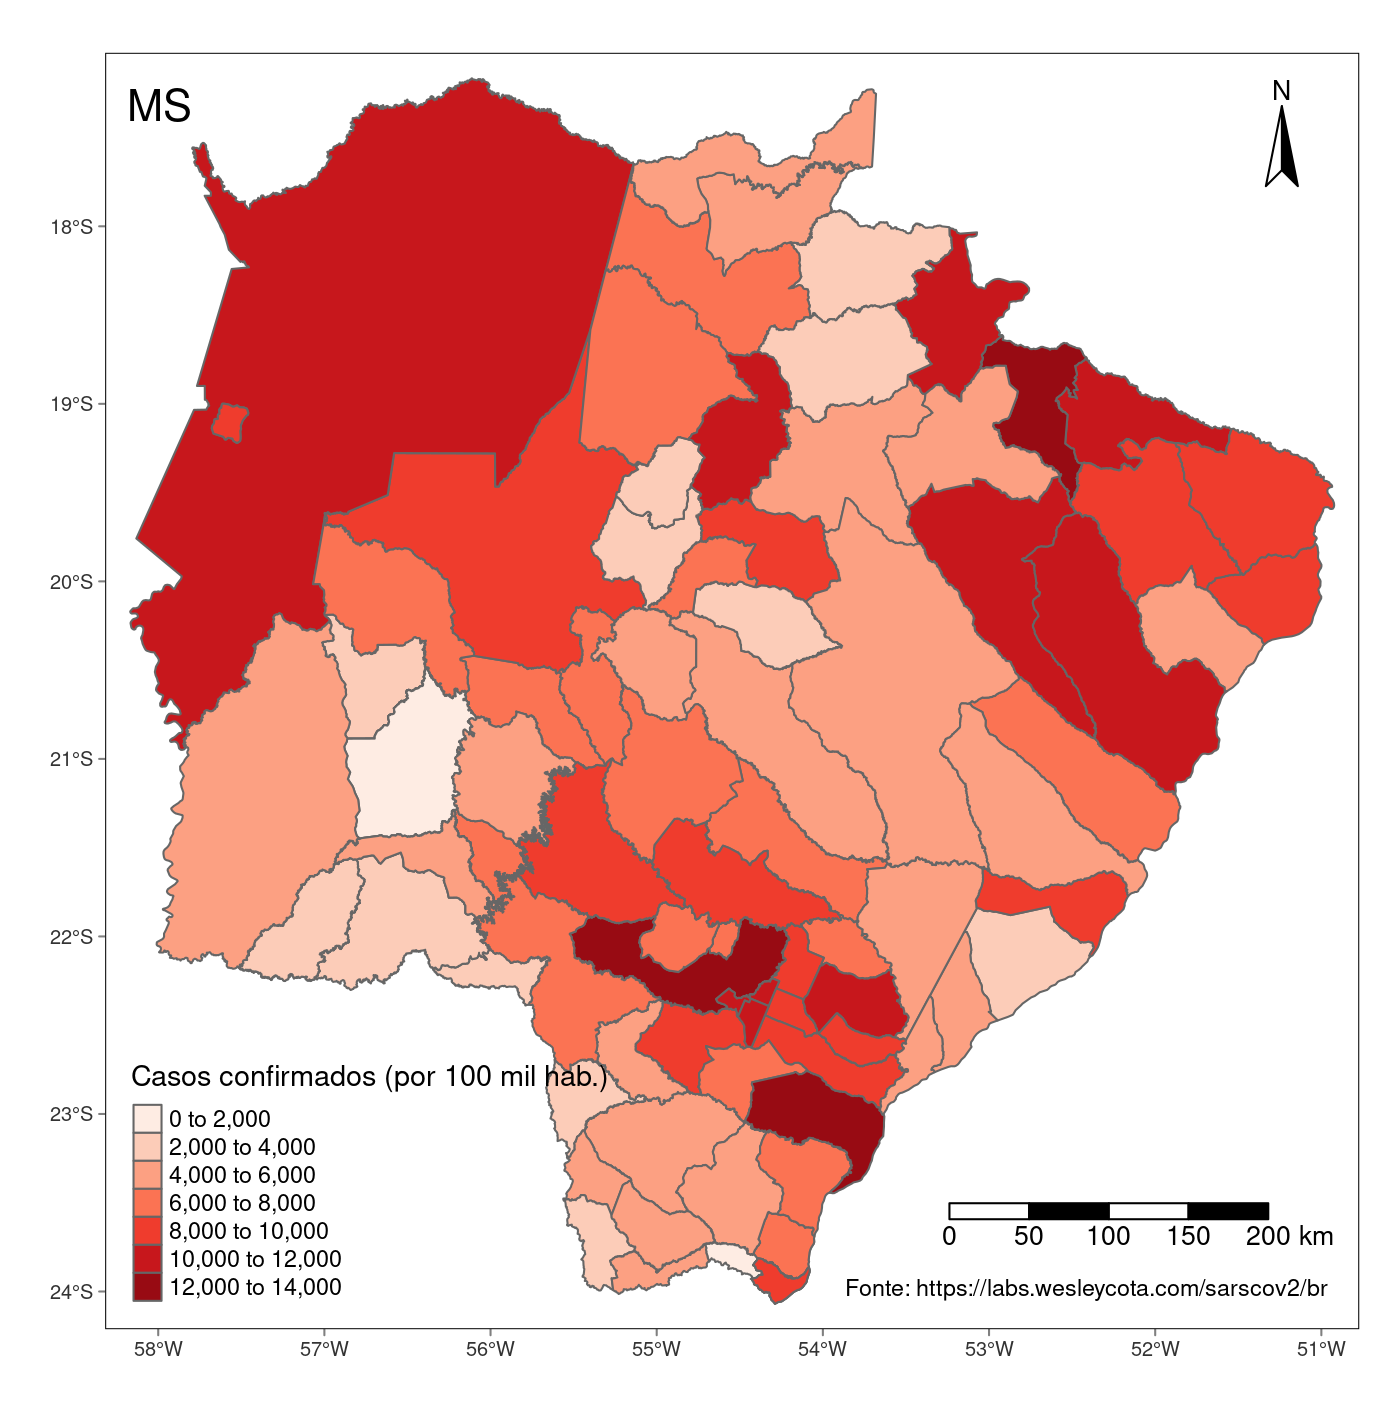 MS
N
18°S
19°S
20°S
21°S
22°S
23°S
24°S
Casos confirmados (por 100 mil hab.)
0 to 2,000
2,000 to 4,000
4,000 to 6,000
6,000 to 8,000
8,000 to 10,000
10,000 to 12,000
12,000 to 14,000
0 50 100 150 200 km
Fonte: https://labs.wesleycota.com/sarscov2/br
58°W 57°W 56°W 55°W 54°W 53°W 52°W 51°W